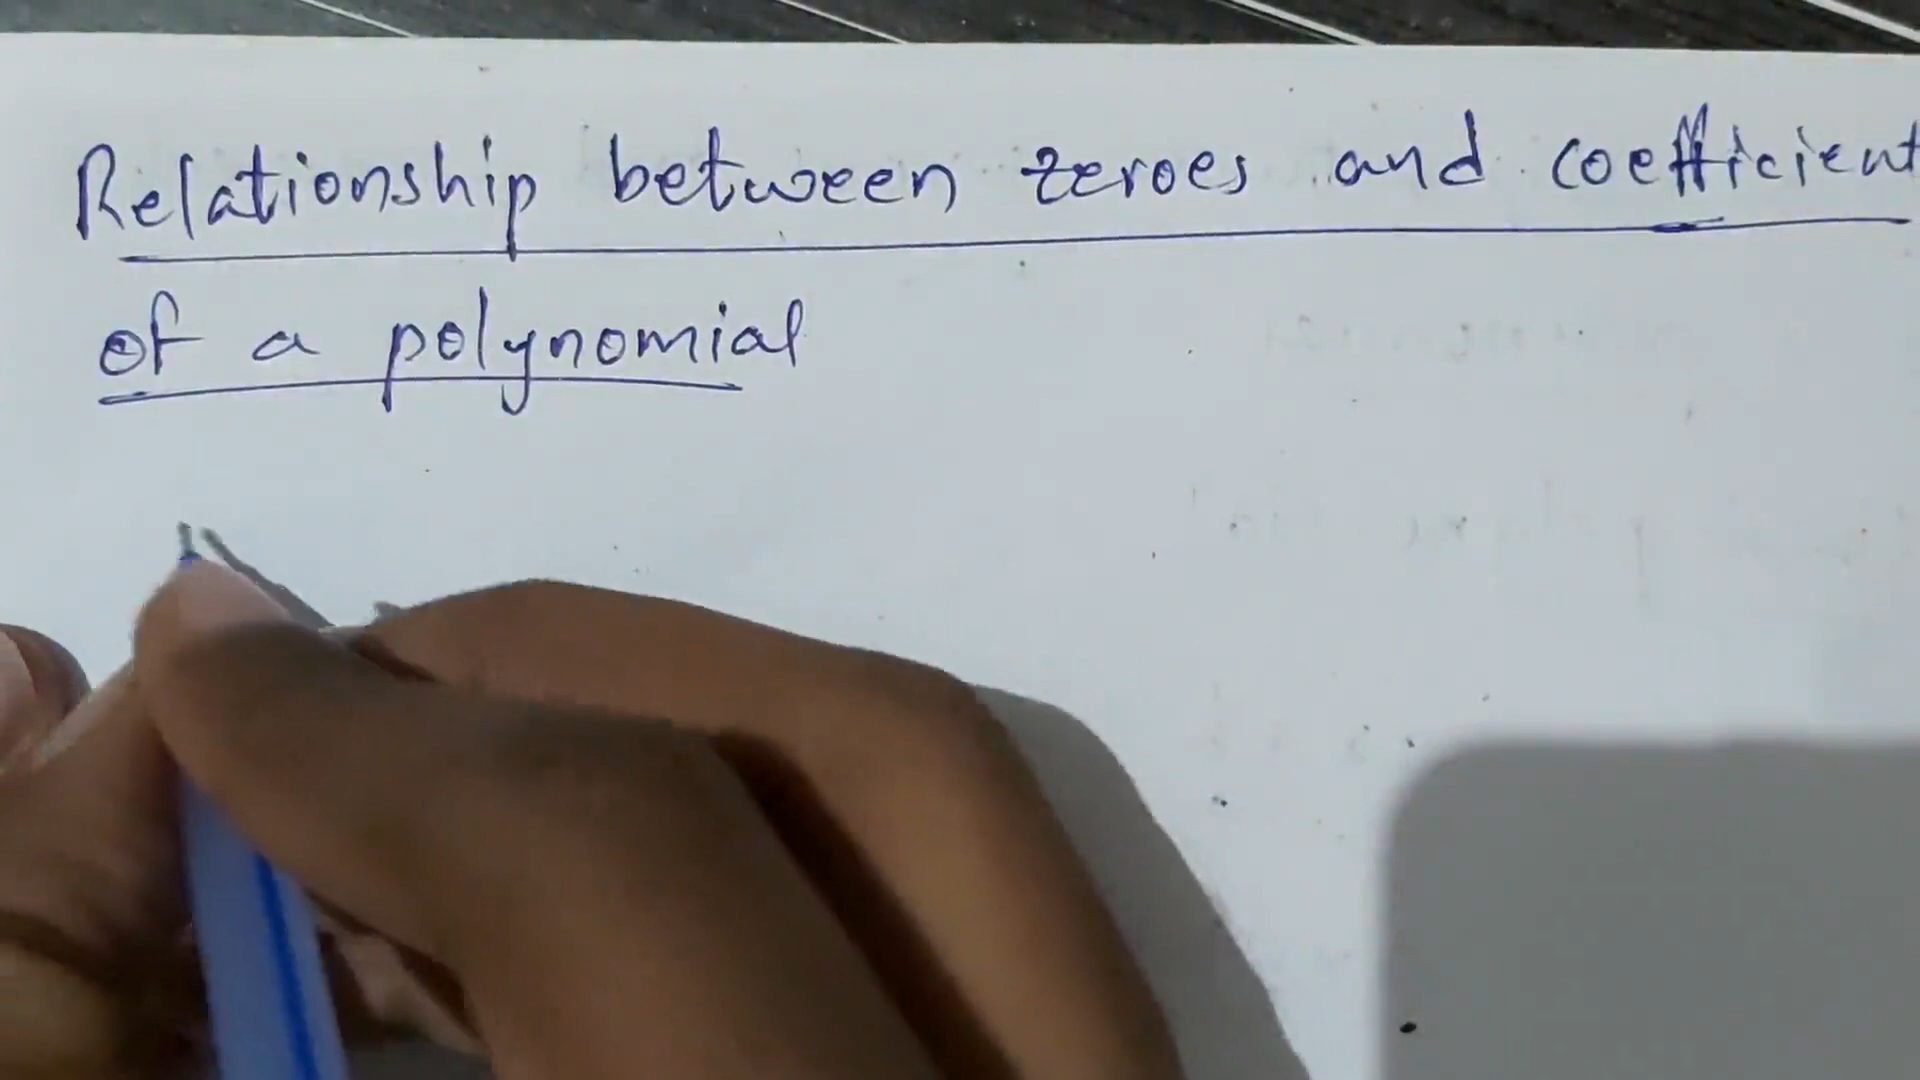 Relationship between zeroes and coefficient
of a polynomial